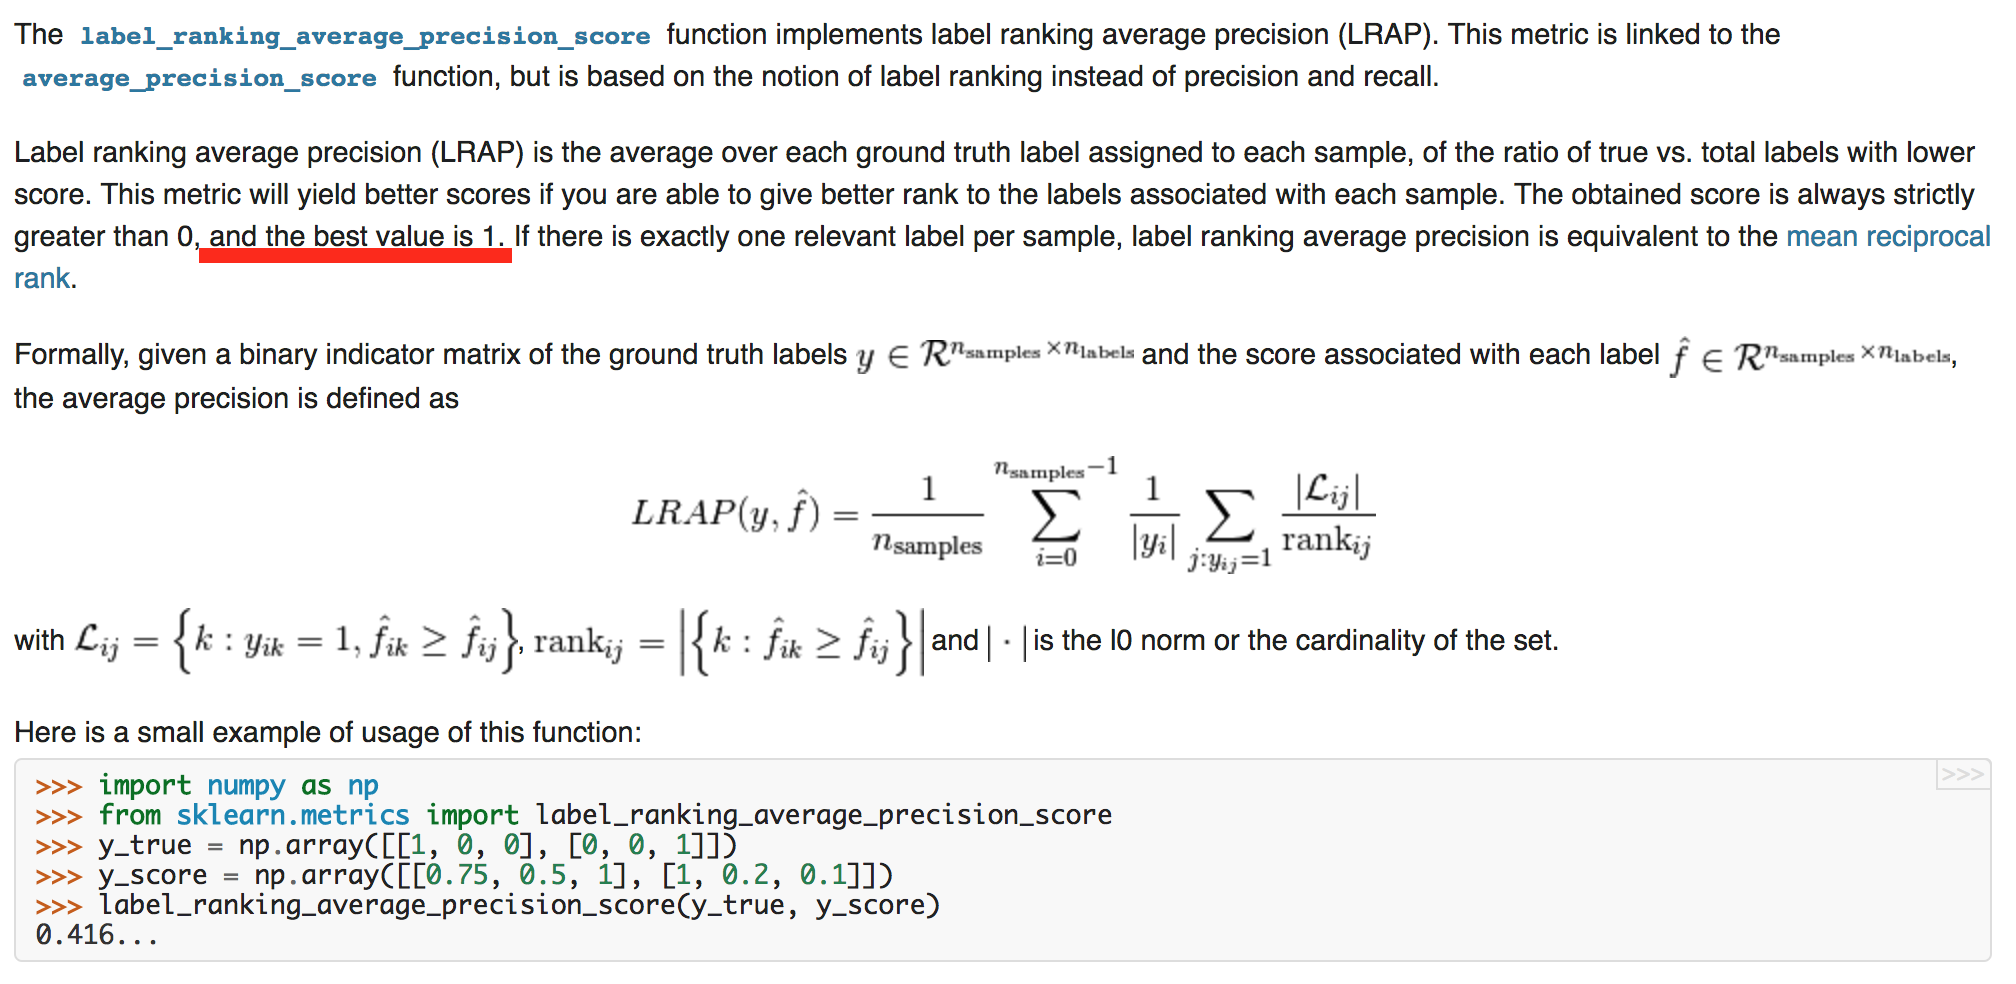 The label_ranking_average_precision_score function implements label ranking average precision (LRAP). This metric is linked to the
average_precision_score function, but is based on the notion of label ranking instead of precision and recall.
Label ranking average precision (LRAP) is the average over each ground truth label assigned to each sample, of the ratio of true vs. total labels with lower
score. This metric will yield better scores if you are able to give better rank to the labels associated with each sample. The obtained score is always strictly
greater than 0, and the best value is 1. If there is exactly one relevant label per sample, label ranking average precision is equivalent to the mean reciprocal
rank.
Formally, given a binary indicator matrix of the ground truth labels $y \in \mathcal{R}^{n_\text{samples} \times n_\text{labels}}$ and the score associated with each label $\hat{f} \in \mathcal{R}^{n_\text{samples} \times n_\text{labels}}$,
the average precision is defined as
$LRAP(y, \hat{f}) = \frac{1}{n_\text{samples}} \sum_{i=0}^{n_\text{samples}-1} \frac{1}{|y_i|} \sum_{j:y_{ij}=1} \frac{|\mathcal{L}_{ij}|}{\text{rank}_{ij}}$
with $\mathcal{L}_{ij} = \left\{k : y_{ik} = 1, \hat{f}_{ik} \geq \hat{f}_{ij}\right\}$, $\text{rank}_{ij} = \left|\left\{k : \hat{f}_{ik} \geq \hat{f}_{ij}\right\}\right|$ and $|\cdot|$ is the l0 norm or the cardinality of the set.
Here is a small example of usage of this function:
>>>
>>> import numpy as np
>>> from sklearn.metrics import label_ranking_average_precision_score
>>> y_true = np.array([[1, 0, 0], [0, 0, 1]])
>>> y_score = np.array([[0.75, 0.5, 1], [1, 0.2, 0.1]])
>>> label_ranking_average_precision_score(y_true, y_score)
0.416...